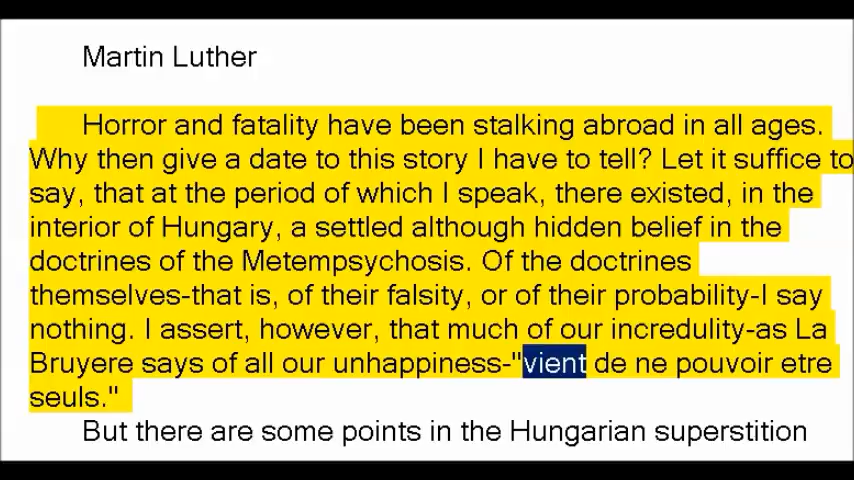 Martin Luther
Horror and fatality have been stalking abroad in all ages.
Why then give a date to this story I have to tell? Let it suffice to
say, that at the period of which I speak, there existed, in the
interior of Hungary, a settled although hidden belief in the
doctrines of the Metempsychosis. Of the doctrines
themselves-that is, of their falsity, or of their probability-I say
nothing. I assert, however, that much of our incredulity-as La
Bruyere says of all our unhappiness-"vient de ne pouvoir etre
seuls."
But there are some points in the Hungarian superstition